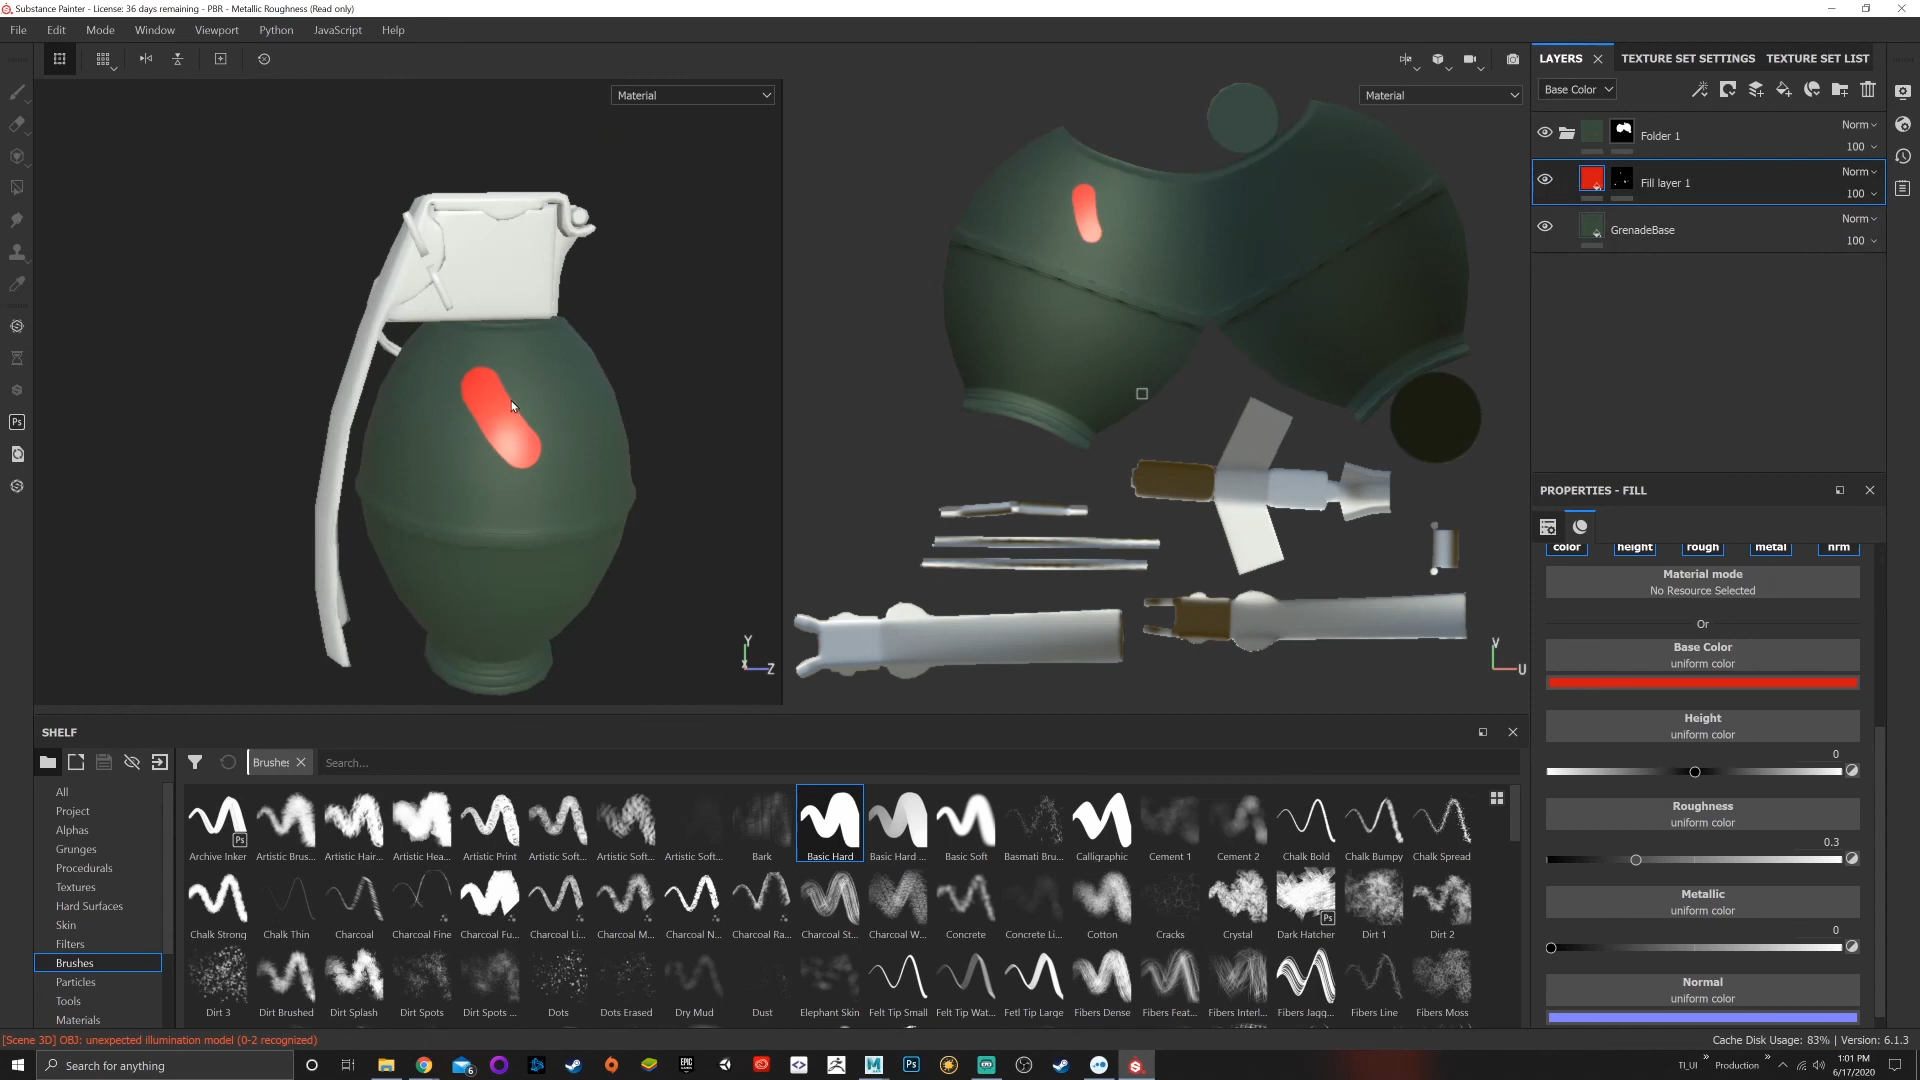 Substance Painter - License: 36 days remaining - PBR - Metallic Roughness (Read only)
File Edit Mode Window Viewport Python JavaScript Help
Material
Material
LAYERS TEXTURE SET SETTINGS TEXTURE SET LIST
Base Color
Folder 1
Norm
100
Fill layer 1
Norm
100
GrenadeBase
Norm
100
PROPERTIES - FILL
color height rough metal nrm
Material mode
No Resource Selected
Or
Base Color
uniform color
Height
uniform color
0
Roughness
uniform color
0.3
Metallic
uniform color
0
Normal
uniform color
Y
X
Z
V
U
SHELF
Brushes
Search...
All
Project
Alphas
Grunges
Procedurals
Textures
Hard Surfaces
Skin
Filters
Brushes
Particles
Tools
Materials
Archive Inker Artistic Brus... Artistic Hair... Artistic Hea... Artistic Print Artistic Soft... Artistic Soft... Artistic Soft... Bark Basic Hard Basic Hard ... Basic Soft Basmati Bru... Calligraphic Cement 1 Cement 2 Chalk Bold Chalk Bumpy Chalk Spread
Chalk Strong Chalk Thin Charcoal Charcoal Fine Charcoal Fu... Charcoal Li... Charcoal M... Charcoal N... Charcoal Ra... Charcoal St... Charcoal W... Concrete Concrete Li... Cotton Cracks Crystal Dark Hatcher Dirt 1 Dirt 2
Dirt 3 Dirt Brushed Dirt Splash Dirt Spots Dirt Spots ... Dots Dots Erased Dry Mud Dust Elephant Skin Felt Tip Small Felt Tip Wat... Fetl Tip Large Fibers Dense Fibers Feat... Fibers Interl... Fibers Jagg... Fibers Line Fibers Moss
[Scene 3D] OBJ: unexpected illumination model (0-2 recognized)
Cache Disk Usage: 83% | Version: 6.1.3
Search for anything
6
EPIC
Ps
TI_UI
Production
1:01 PM
6/17/2020